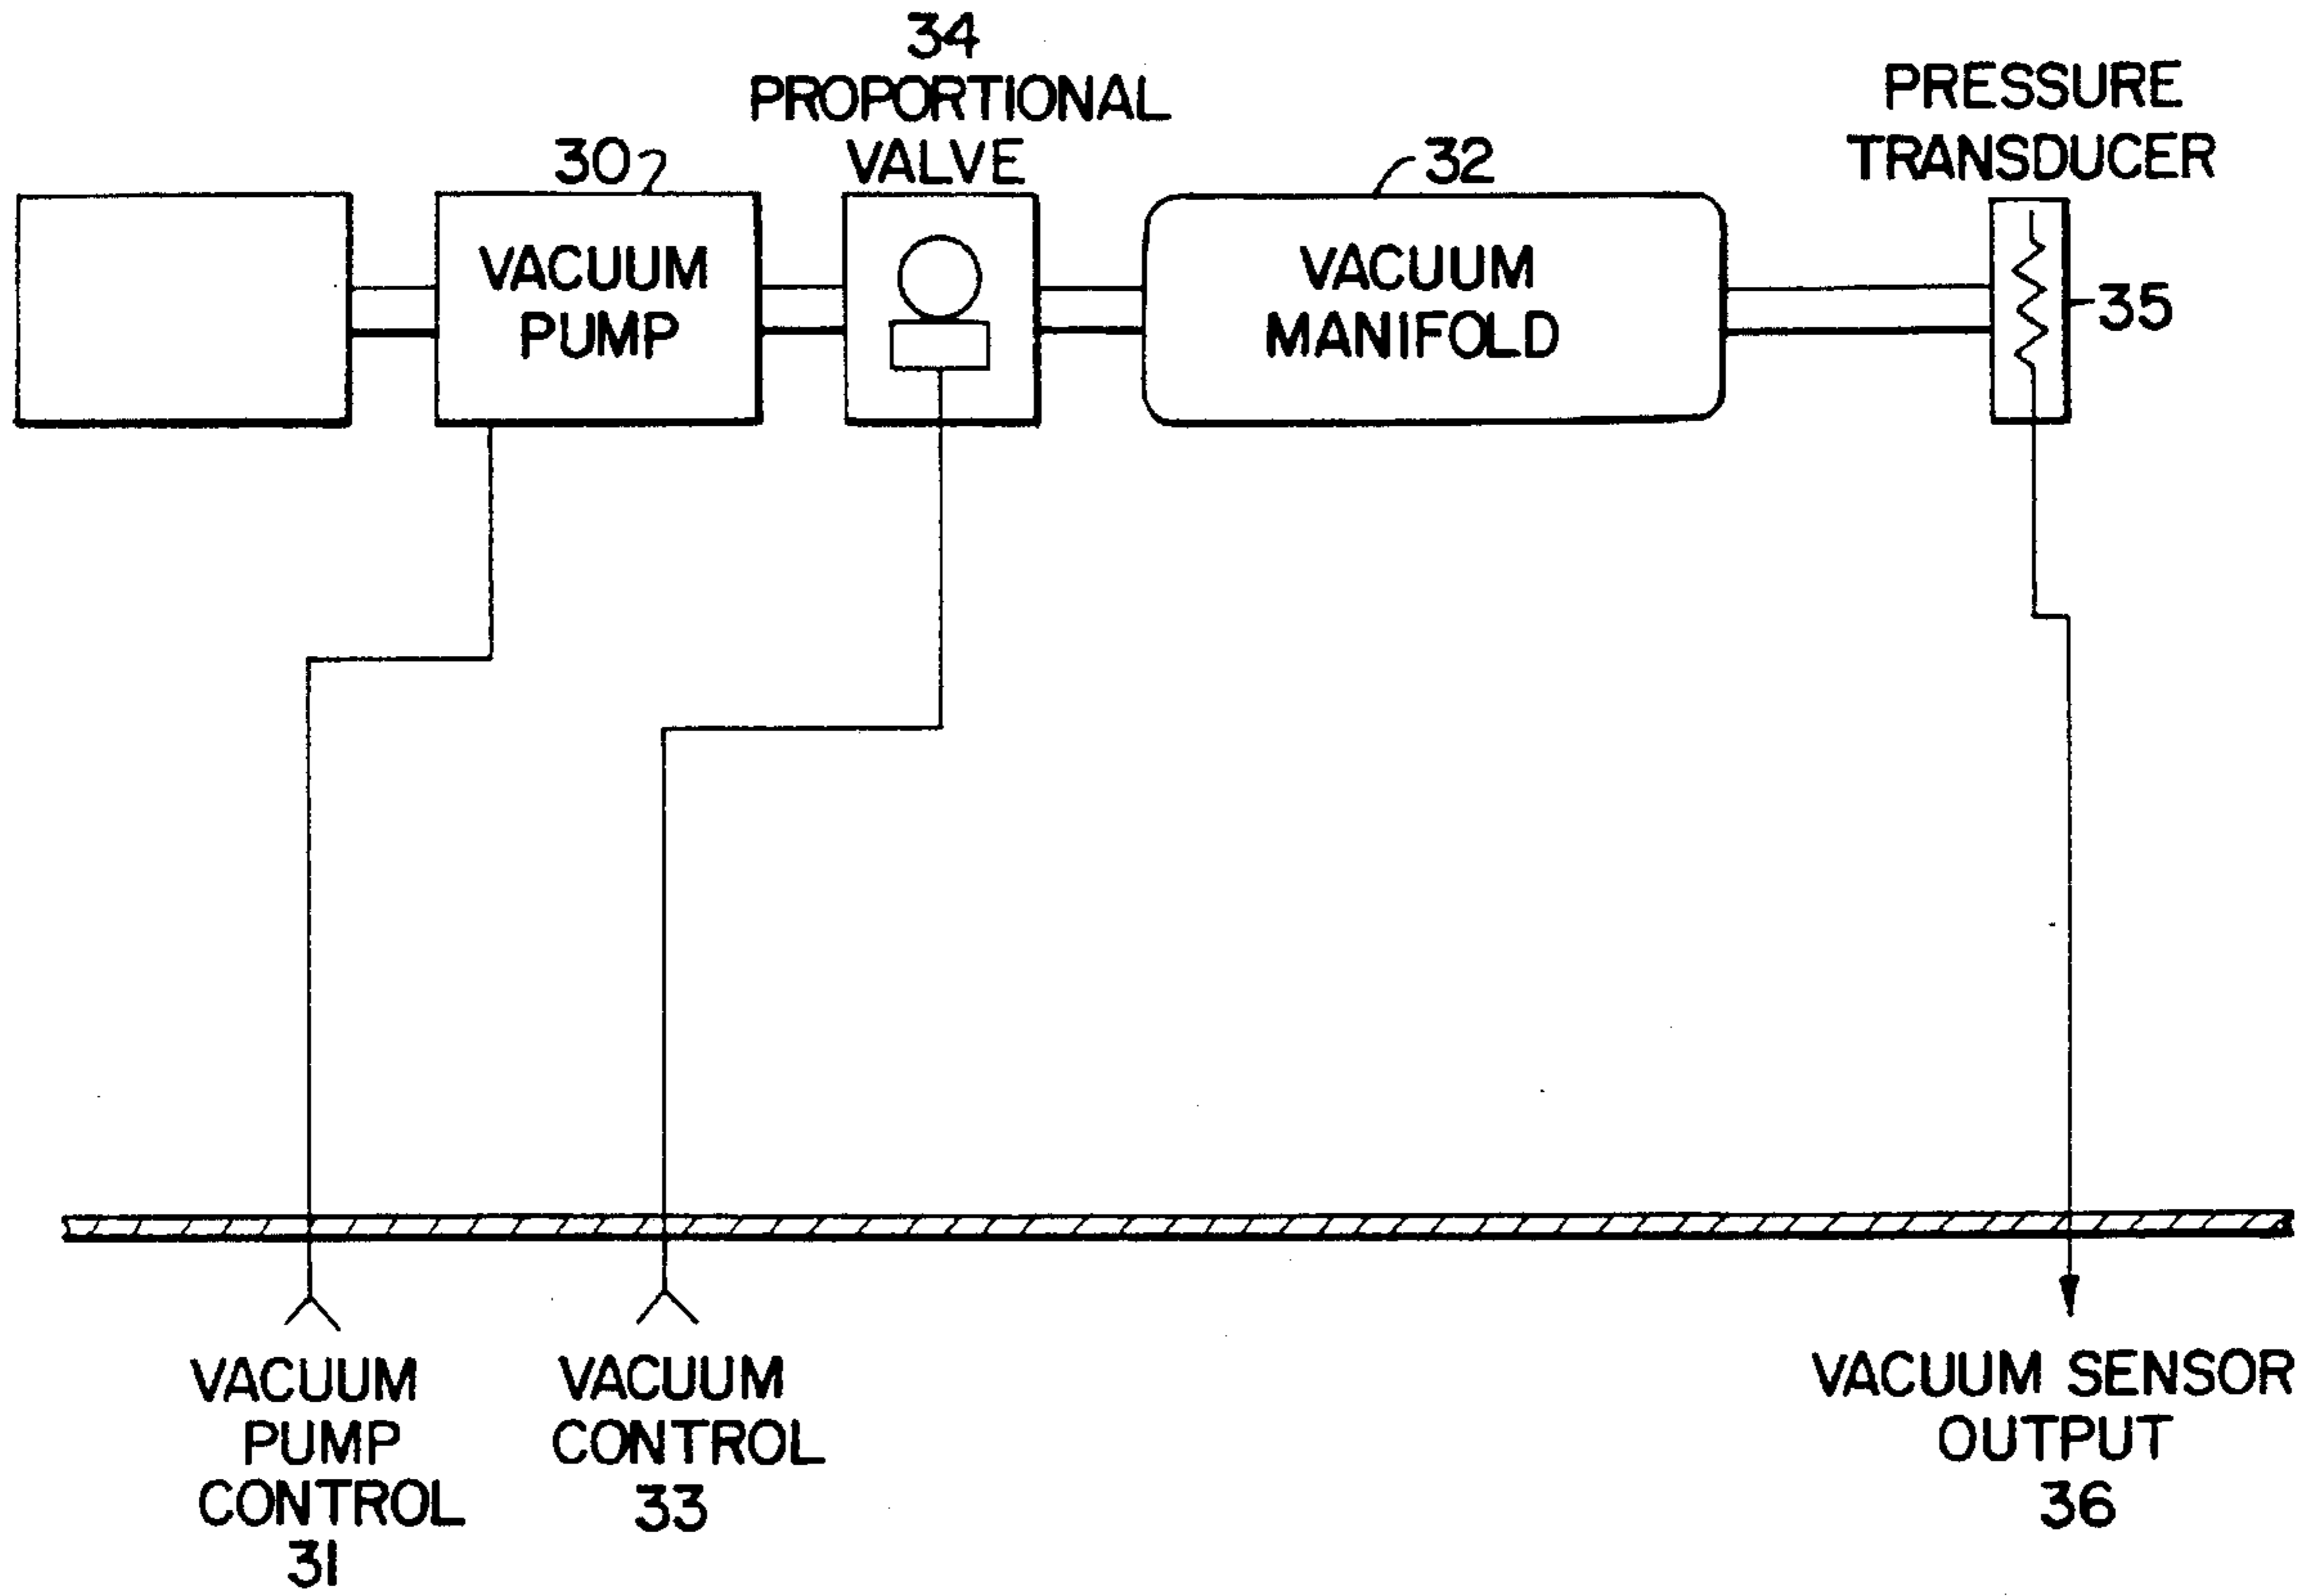 34
PROPORTIONAL
VALVE
PRESSURE
TRANSDUCER
30
32
VACUUM
PUMP
VACUUM
MANIFOLD
35
VACUUM
PUMP
CONTROL
31
VACUUM
CONTROL
33
VACUUM SENSOR
OUTPUT
36